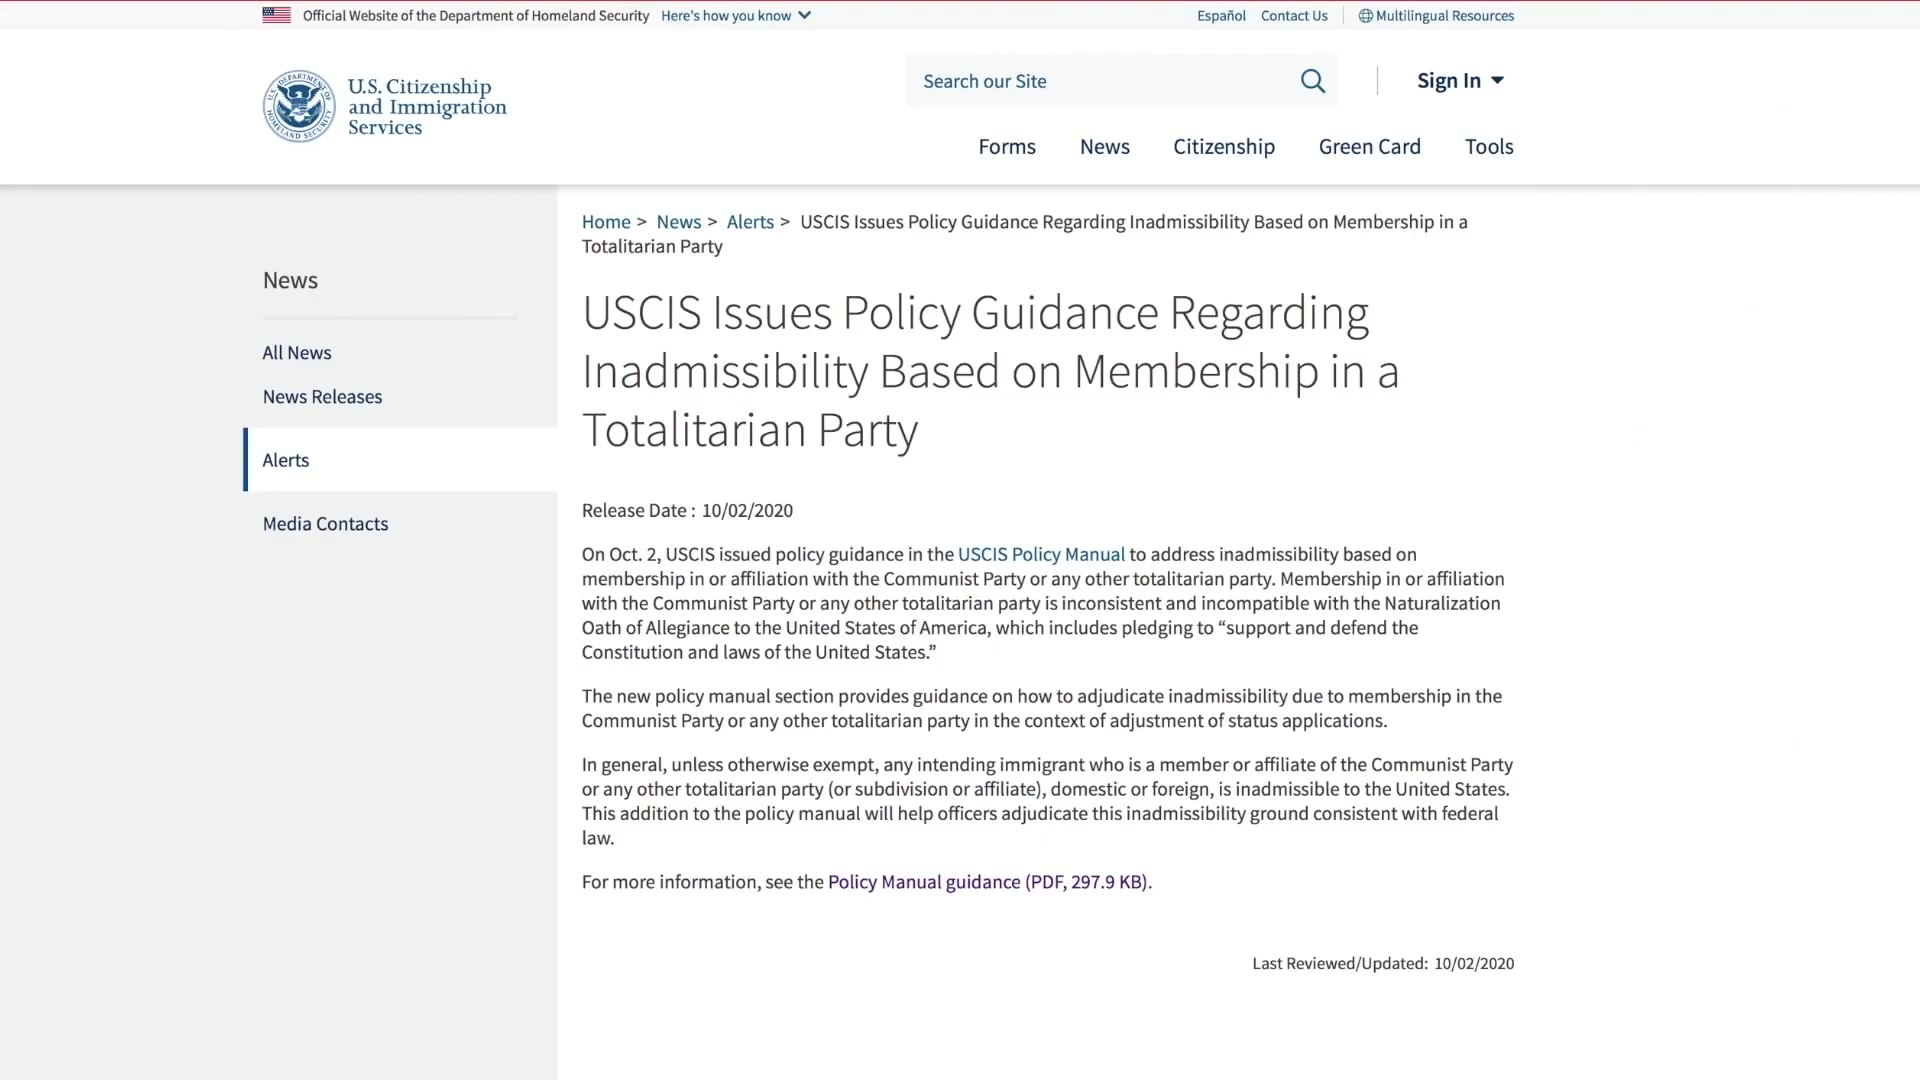 Official Website of the Department of Homeland Security Here's how you know
Español Contact Us Multilingual Resources
U.S. Citizenship
and Immigration
Services
Search our Site
Sign In
Forms News Citizenship Green Card Tools
News
All News
News Releases
Alerts
Media Contacts
Home > News > Alerts > USCIS Issues Policy Guidance Regarding Inadmissibility Based on Membership in a
Totalitarian Party
USCIS Issues Policy Guidance Regarding
Inadmissibility Based on Membership in a
Totalitarian Party
Release Date : 10/02/2020
On Oct. 2, USCIS issued policy guidance in the USCIS Policy Manual to address inadmissibility based on
membership in or affiliation with the Communist Party or any other totalitarian party. Membership in or affiliation
with the Communist Party or any other totalitarian party is inconsistent and incompatible with the Naturalization
Oath of Allegiance to the United States of America, which includes pledging to “support and defend the
Constitution and laws of the United States.”
The new policy manual section provides guidance on how to adjudicate inadmissibility due to membership in the
Communist Party or any other totalitarian party in the context of adjustment of status applications.
In general, unless otherwise exempt, any intending immigrant who is a member or affiliate of the Communist Party
or any other totalitarian party (or subdivision or affiliate), domestic or foreign, is inadmissible to the United States.
This addition to the policy manual will help officers adjudicate this inadmissibility ground consistent with federal
law.
For more information, see the Policy Manual guidance (PDF, 297.9 KB).
Last Reviewed/Updated: 10/02/2020